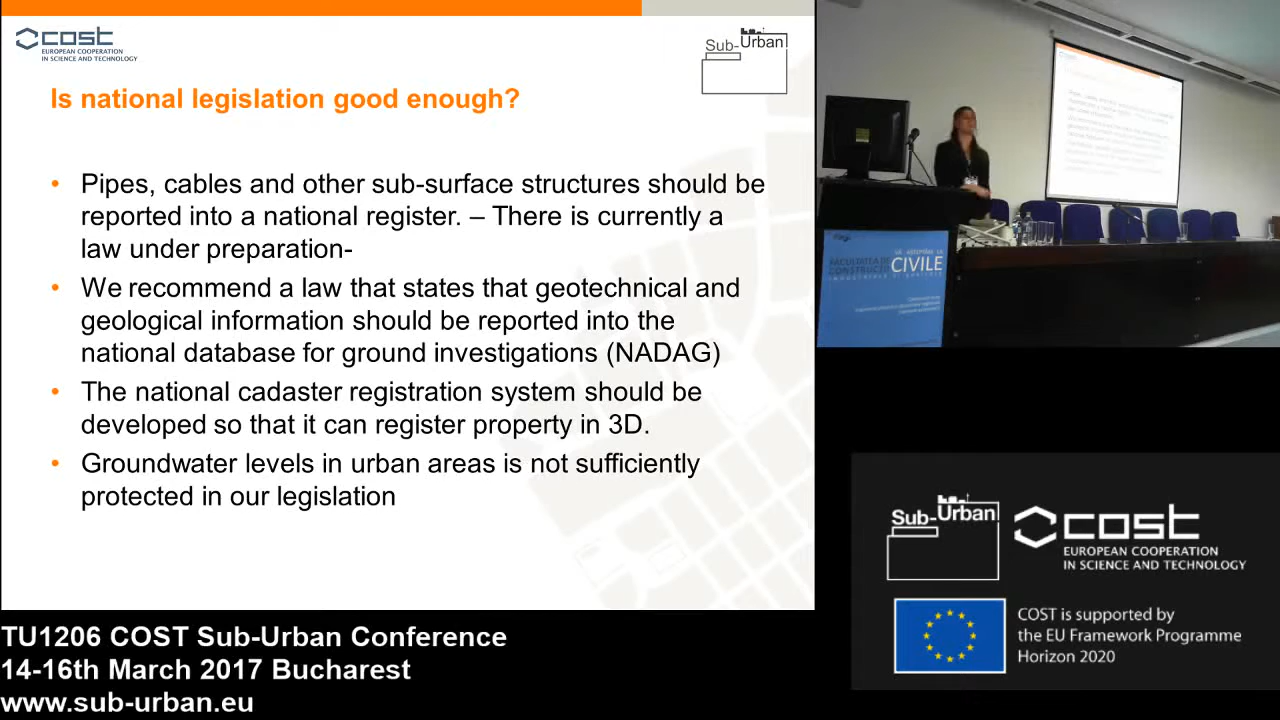 COST
EUROPEAN COOPERATION
IN SCIENCE AND TECHNOLOGY
Sub-Urban
Is national legislation good enough?
• Pipes, cables and other sub-surface structures should be
reported into a national register. – There is currently a
law under preparation-
• We recommend a law that states that geotechnical and
geological information should be reported into the
national database for ground investigations (NADAG)
• The national cadaster registration system should be
developed so that it can register property in 3D.
• Groundwater levels in urban areas is not sufficiently
protected in our legislation
FACULTATEA DE
CONSTRUCȚII
CIVILE
Sub-Urban
COST
EUROPEAN COOPERATION
IN SCIENCE AND TECHNOLOGY
COST is supported by
the EU Framework Programme
Horizon 2020
TU1206 COST Sub-Urban Conference
14-16th March 2017 Bucharest
www.sub-urban.eu